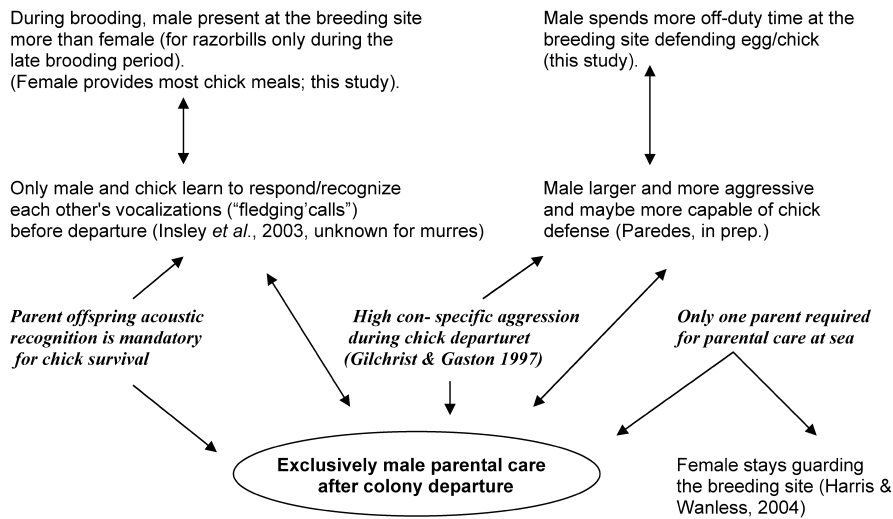 During brooding, male present at the breeding site
more than female (for razorbills only during the
late brooding period).
(Female provides most chick meals; this study).
Male spends more off-duty time at the
breeding site defending egg/chick
(this study).
Only male and chick learn to respond/recognize
each other's vocalizations (“fledging’calls”)
before departure (Insley et al., 2003, unknown for murres)
Male larger and more aggressive
and maybe more capable of chick
defense (Paredes, in prep.)
Parent offspring acoustic
recognition is mandatory
for chick survival
High con- specific aggression
during chick departuret
(Gilchrist & Gaston 1997)
Only one parent required
for parental care at sea
Exclusively male parental care
after colony departure
Female stays guarding
the breeding site (Harris &
Wanless, 2004)